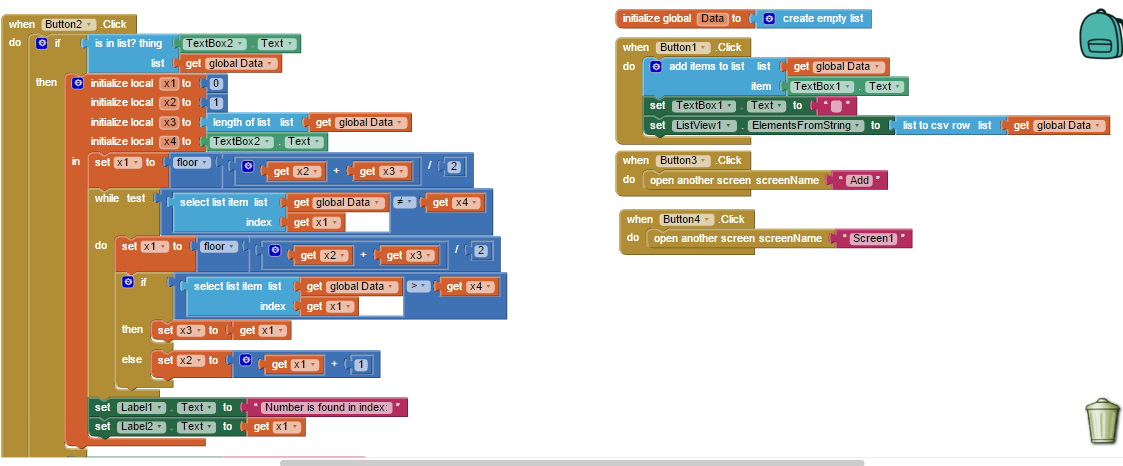 when Button2 .Click
do if is in list? thing TextBox2 . Text
list get global Data
then initialize local x1 to 0
initialize local x2 to 1
initialize local x3 to length of list list get global Data
initialize local x4 to TextBox2 . Text
in set x1 to floor get x2 + get x3 / 2
while test select list item list get global Data ≠ get x4
index get x1
do set x1 to floor get x2 + get x3 / 2
if select list item list get global Data > get x4
index get x1
then set x3 to get x1
else set x2 to get x1 + 1
set Label1 . Text to " Number is found in index: "
set Label2 . Text to get x1
initialize global Data to create empty list
when Button1 .Click
do add items to list list get global Data
item TextBox1 . Text
set TextBox1 . Text to " "
set ListView1 . ElementsFromString to list to csv row list get global Data
when Button3 .Click
do open another screen screenName " Add "
when Button4 .Click
do open another screen screenName " Screen1 "